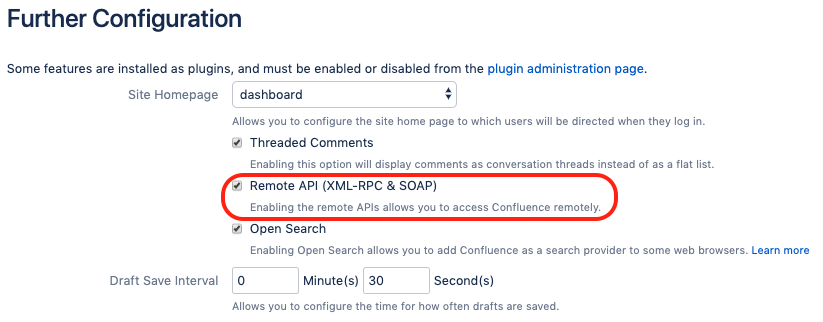 Further Configuration
Some features are installed as plugins, and must be enabled or disabled from the plugin administration page.
Site Homepage dashboard
Allows you to configure the site home page to which users will be directed when they log in.
Threaded Comments
Enabling this option will display comments as conversation threads instead of as a flat list.
Remote API (XML-RPC & SOAP)
Enabling the remote APIs allows you to access Confluence remotely.
Open Search
Enabling Open Search allows you to add Confluence as a search provider to some web browsers. Learn more
Draft Save Interval 0 Minute(s) 30 Second(s)
Allows you to configure the time for how often drafts are saved.